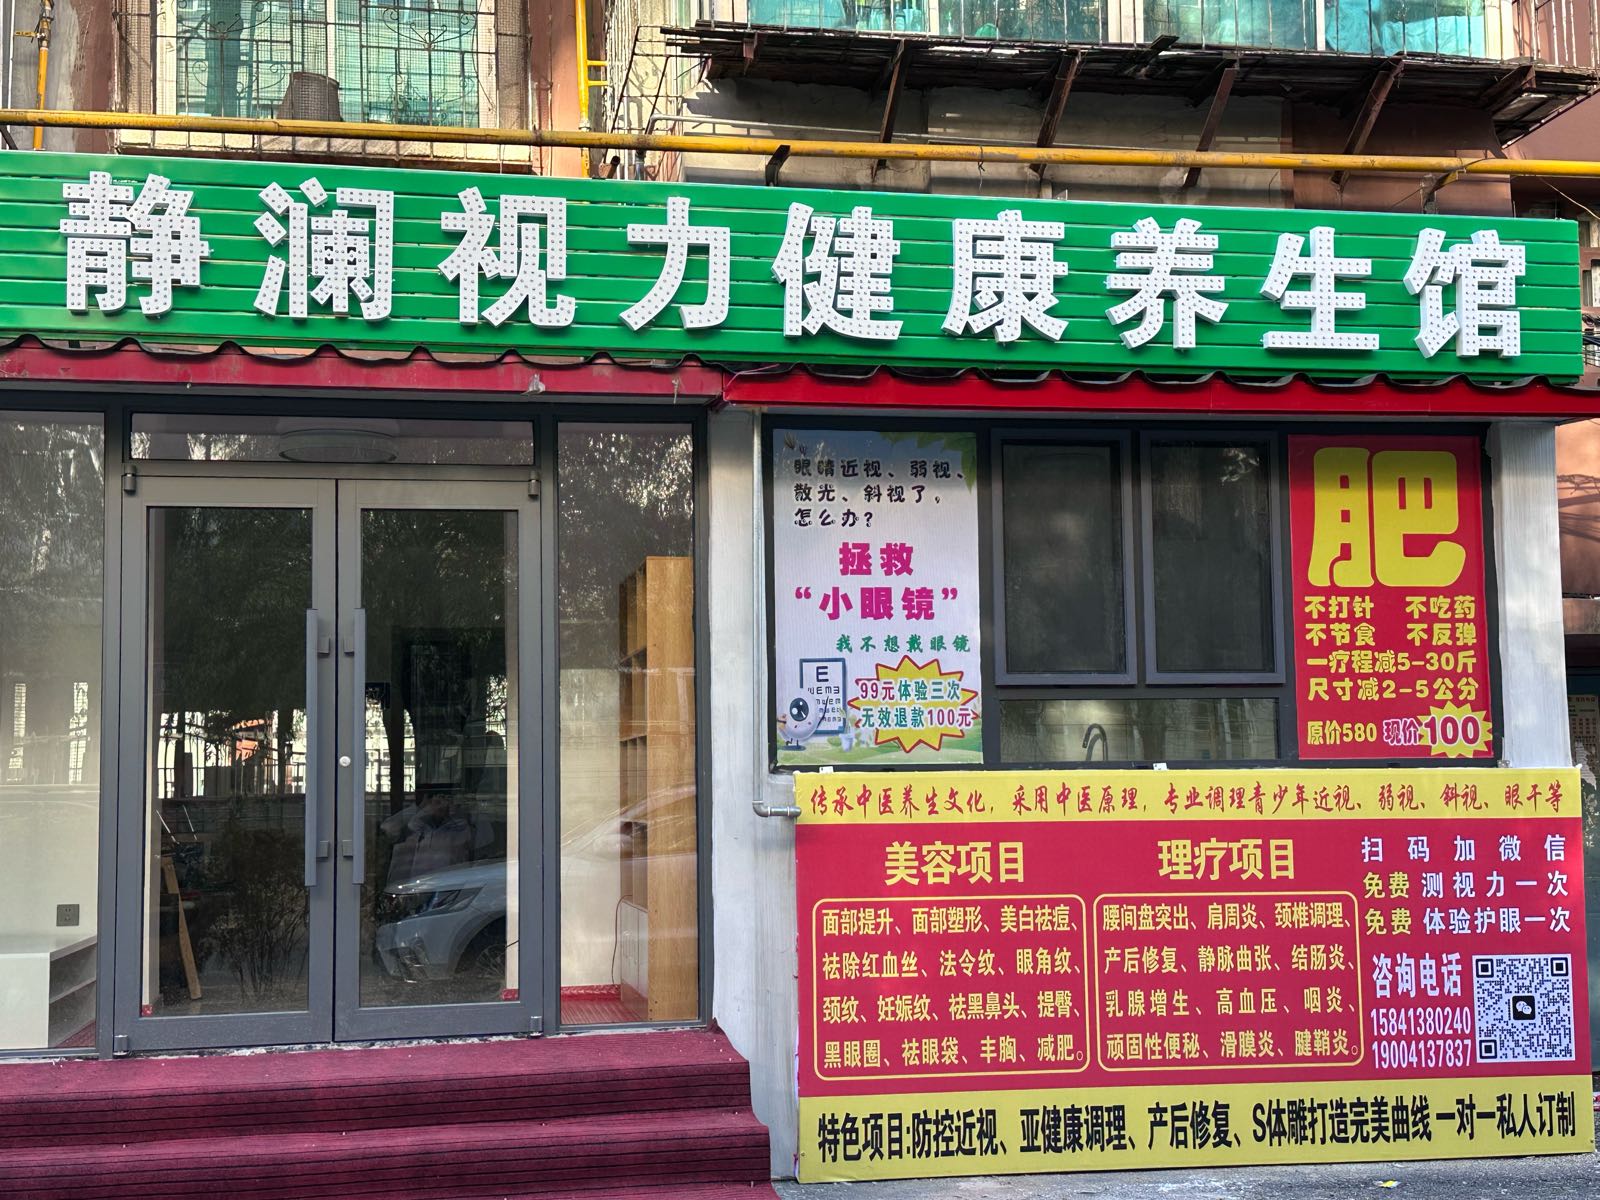 静澜视力健康养生馆
眼睛近视、弱视、
散光、斜视了，
怎么办？
拯救
“小眼镜”
我不想戴眼镜
E
99元体验三次
无效退款100元
肥
不打针 不吃药
不节食 不反弹
一疗程减5-30斤
尺寸减2-5公分
原价580 现价100
传承中医养生文化，采用中医原理，专业调理青少年近视、弱视、斜视、眼干等
美容项目
面部提升、面部塑形、美白祛痘、
祛除红血丝、法令纹、眼角纹、
颈纹、妊娠纹、祛黑鼻头、提臀、
黑眼圈、祛眼袋、丰胸、减肥。
理疗项目
腰间盘突出、肩周炎、颈椎调理、
产后修复、静脉曲张、结肠炎、
乳腺增生、高血压、咽炎、
顽固性便秘、滑膜炎、腱鞘炎。
扫码加微信
免费 测视力一次
免费 体验护眼一次
咨询电话
15841380240
19004137837
特色项目:防控近视、亚健康调理、产后修复、S体雕打造完美曲线 一对一私人订制